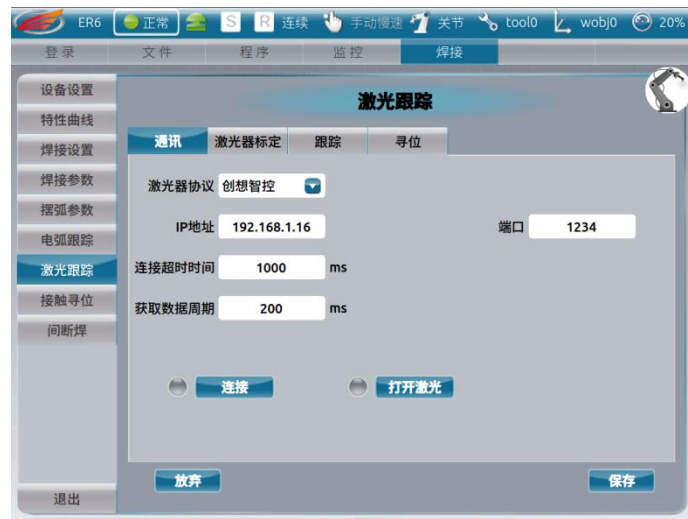 ER6 正常 S R 连续 手动慢速 关节 tool0 wobj0 20%
登录 文件 程序 监控 焊接
设备设置
特性曲线
焊接设置
焊接参数
摆弧参数
电弧跟踪
激光跟踪
接触寻位
间断焊
退出
激光跟踪
通讯 激光器标定 跟踪 寻位
激光器协议 创想智控
IP地址 192.168.1.16 端口 1234
连接超时时间 1000 ms
获取数据周期 200 ms
连接 打开激光
放弃 保存